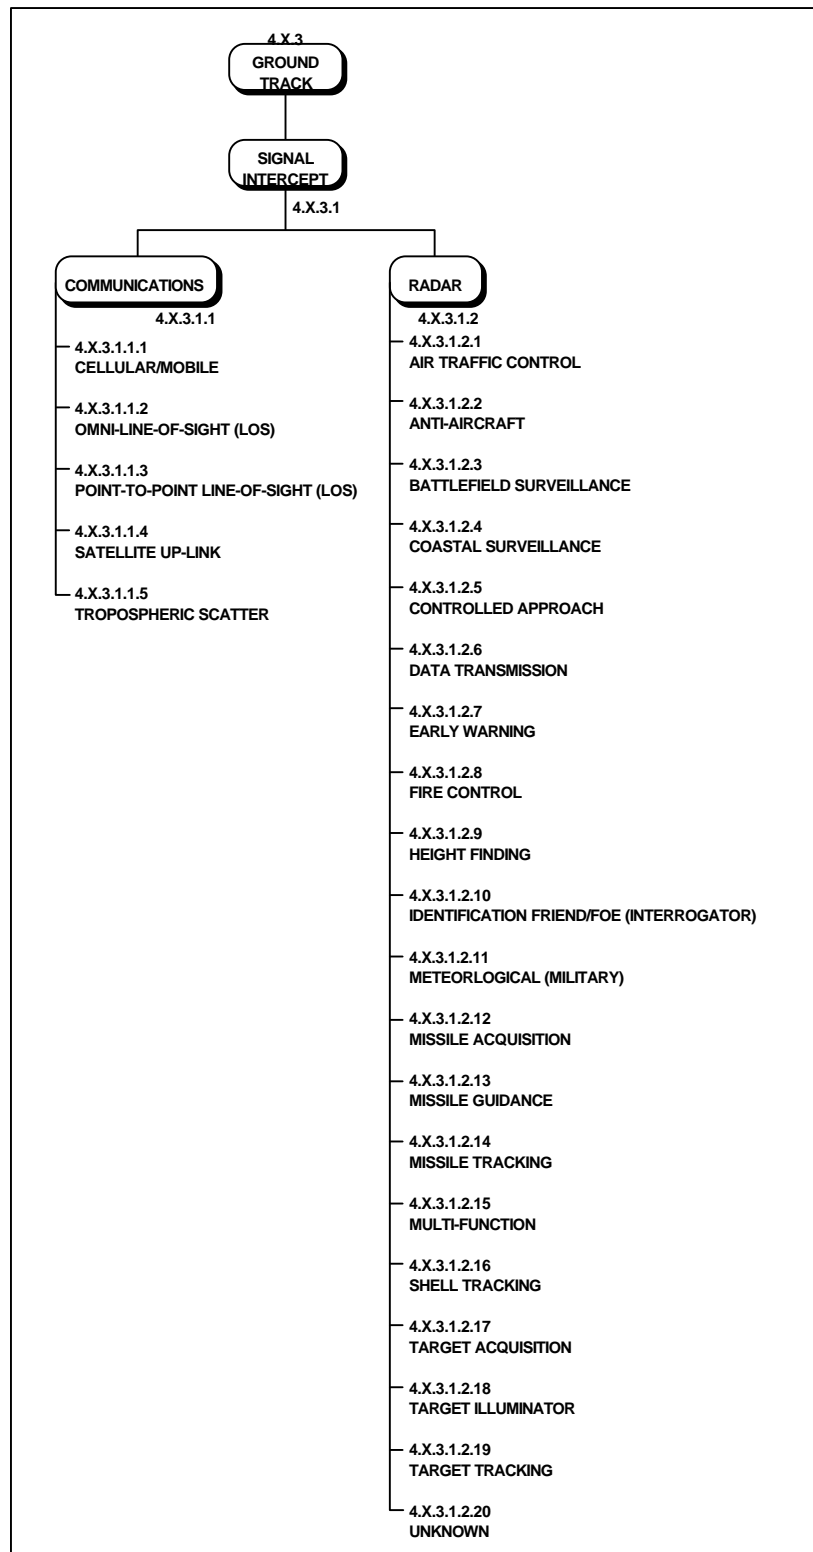 4.X.3
GROUND
TRACK
SIGNAL
INTERCEPT
4.X.3.1
COMMUNICATIONS
4.X.3.1.1
4.X.3.1.1.1
CELLULAR/MOBILE
4.X.3.1.1.2
OMNI-LINE-OF-SIGHT (LOS)
4.X.3.1.1.3
POINT-TO-POINT LINE-OF-SIGHT (LOS)
4.X.3.1.1.4
SATELLITE UP-LINK
4.X.3.1.1.5
TROPOSPHERIC SCATTER
RADAR
4.X.3.1.2
4.X.3.1.2.1
AIR TRAFFIC CONTROL
4.X.3.1.2.2
ANTI-AIRCRAFT
4.X.3.1.2.3
BATTLEFIELD SURVEILLANCE
4.X.3.1.2.4
COASTAL SURVEILLANCE
4.X.3.1.2.5
CONTROLLED APPROACH
4.X.3.1.2.6
DATA TRANSMISSION
4.X.3.1.2.7
EARLY WARNING
4.X.3.1.2.8
FIRE CONTROL
4.X.3.1.2.9
HEIGHT FINDING
4.X.3.1.2.10
IDENTIFICATION FRIEND/FOE (INTERROGATOR)
4.X.3.1.2.11
METEORLOGICAL (MILITARY)
4.X.3.1.2.12
MISSILE ACQUISITION
4.X.3.1.2.13
MISSILE GUIDANCE
4.X.3.1.2.14
MISSILE TRACKING
4.X.3.1.2.15
MULTI-FUNCTION
4.X.3.1.2.16
SHELL TRACKING
4.X.3.1.2.17
TARGET ACQUISITION
4.X.3.1.2.18
TARGET ILLUMINATOR
4.X.3.1.2.19
TARGET TRACKING
4.X.3.1.2.20
UNKNOWN